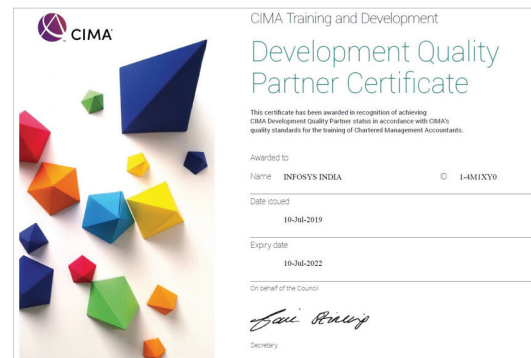 CIMA
CIMA Training and Development
Development Quality
Partner Certificate
This certificate has been awarded in recognition of achieving
CIMA Development Quality Partner status in accordance with CIMA's
quality standards for the training of Chartered Management Accountants.
Awarded to
Name INFOSYS INDIA ID 1-4M1XY0
Date issued
10-Jul-2019
Expiry date
10-Jul-2022
On behalf of the Council
Secretary